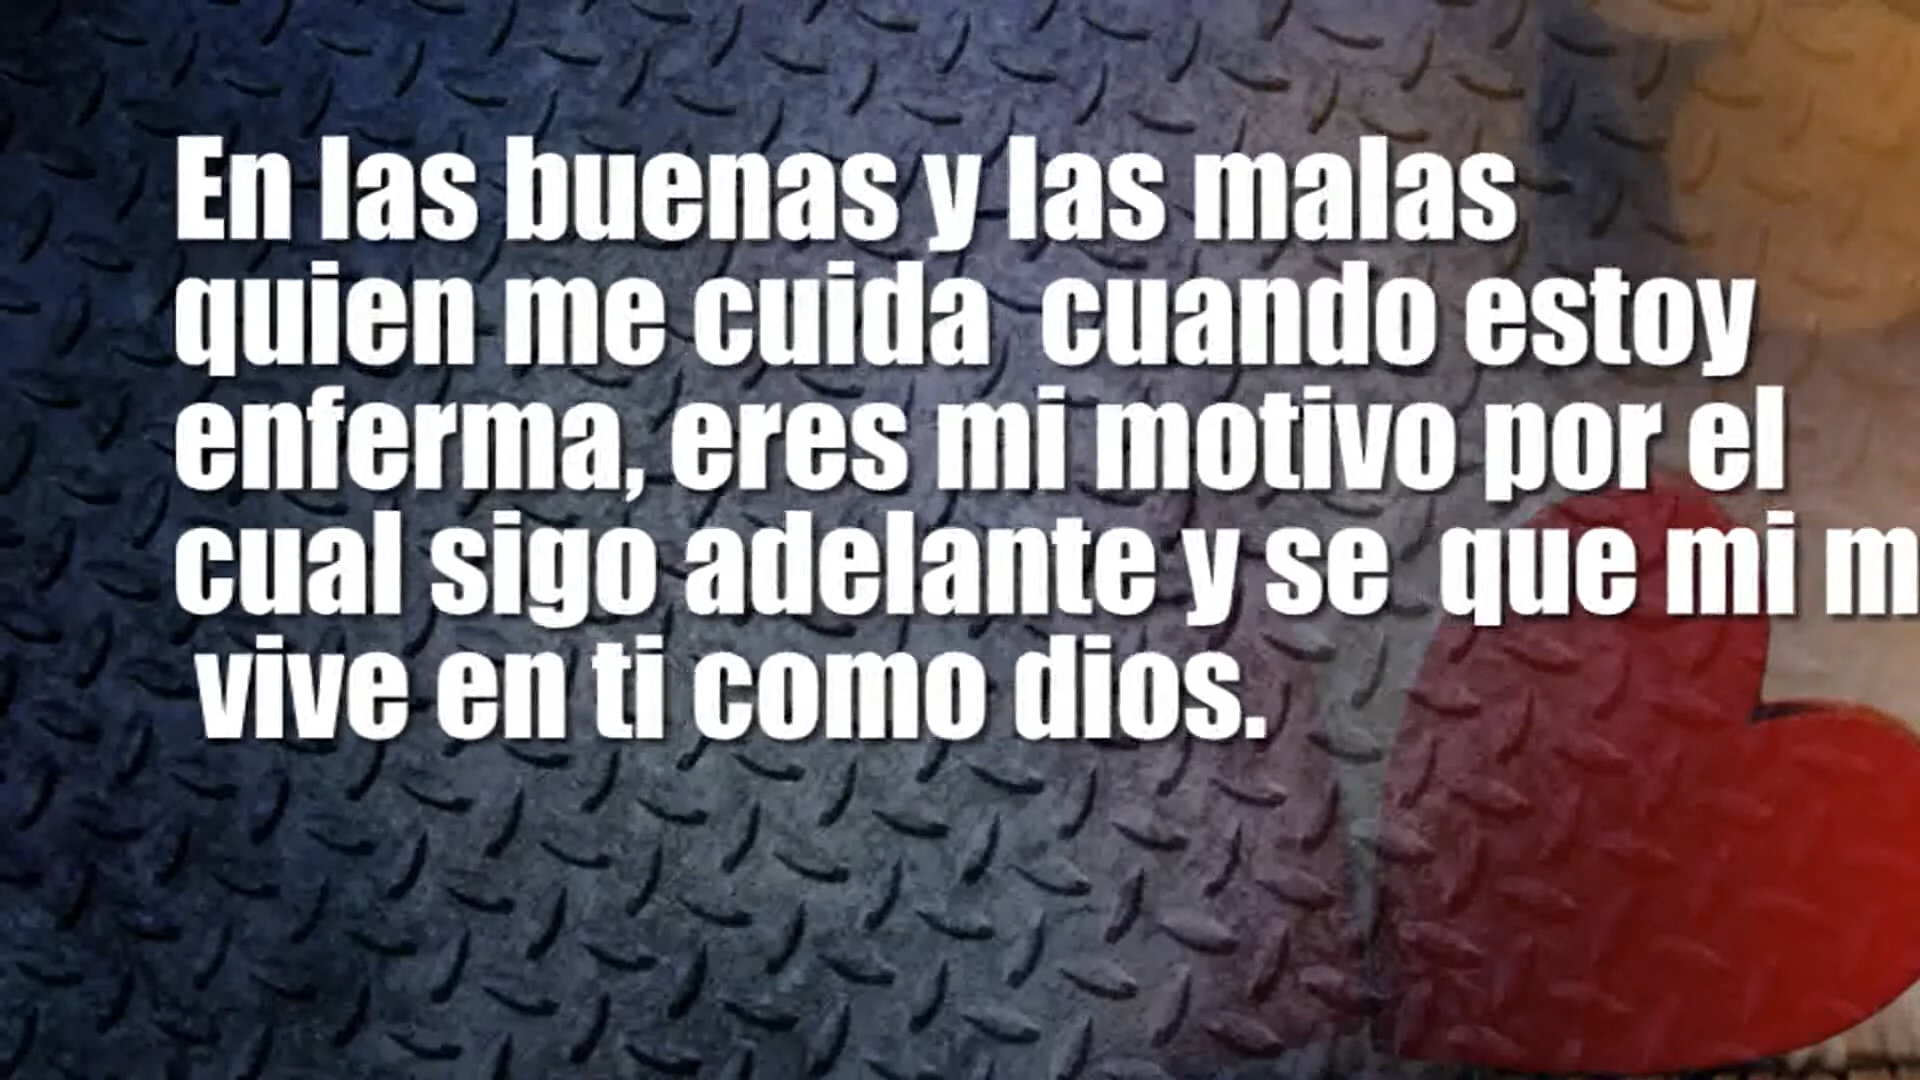 En las buenas y las malas
quien me cuida cuando estoy
enferma, eres mi motivo por el
cual sigo adelante y se que mi
vive en ti como dios.